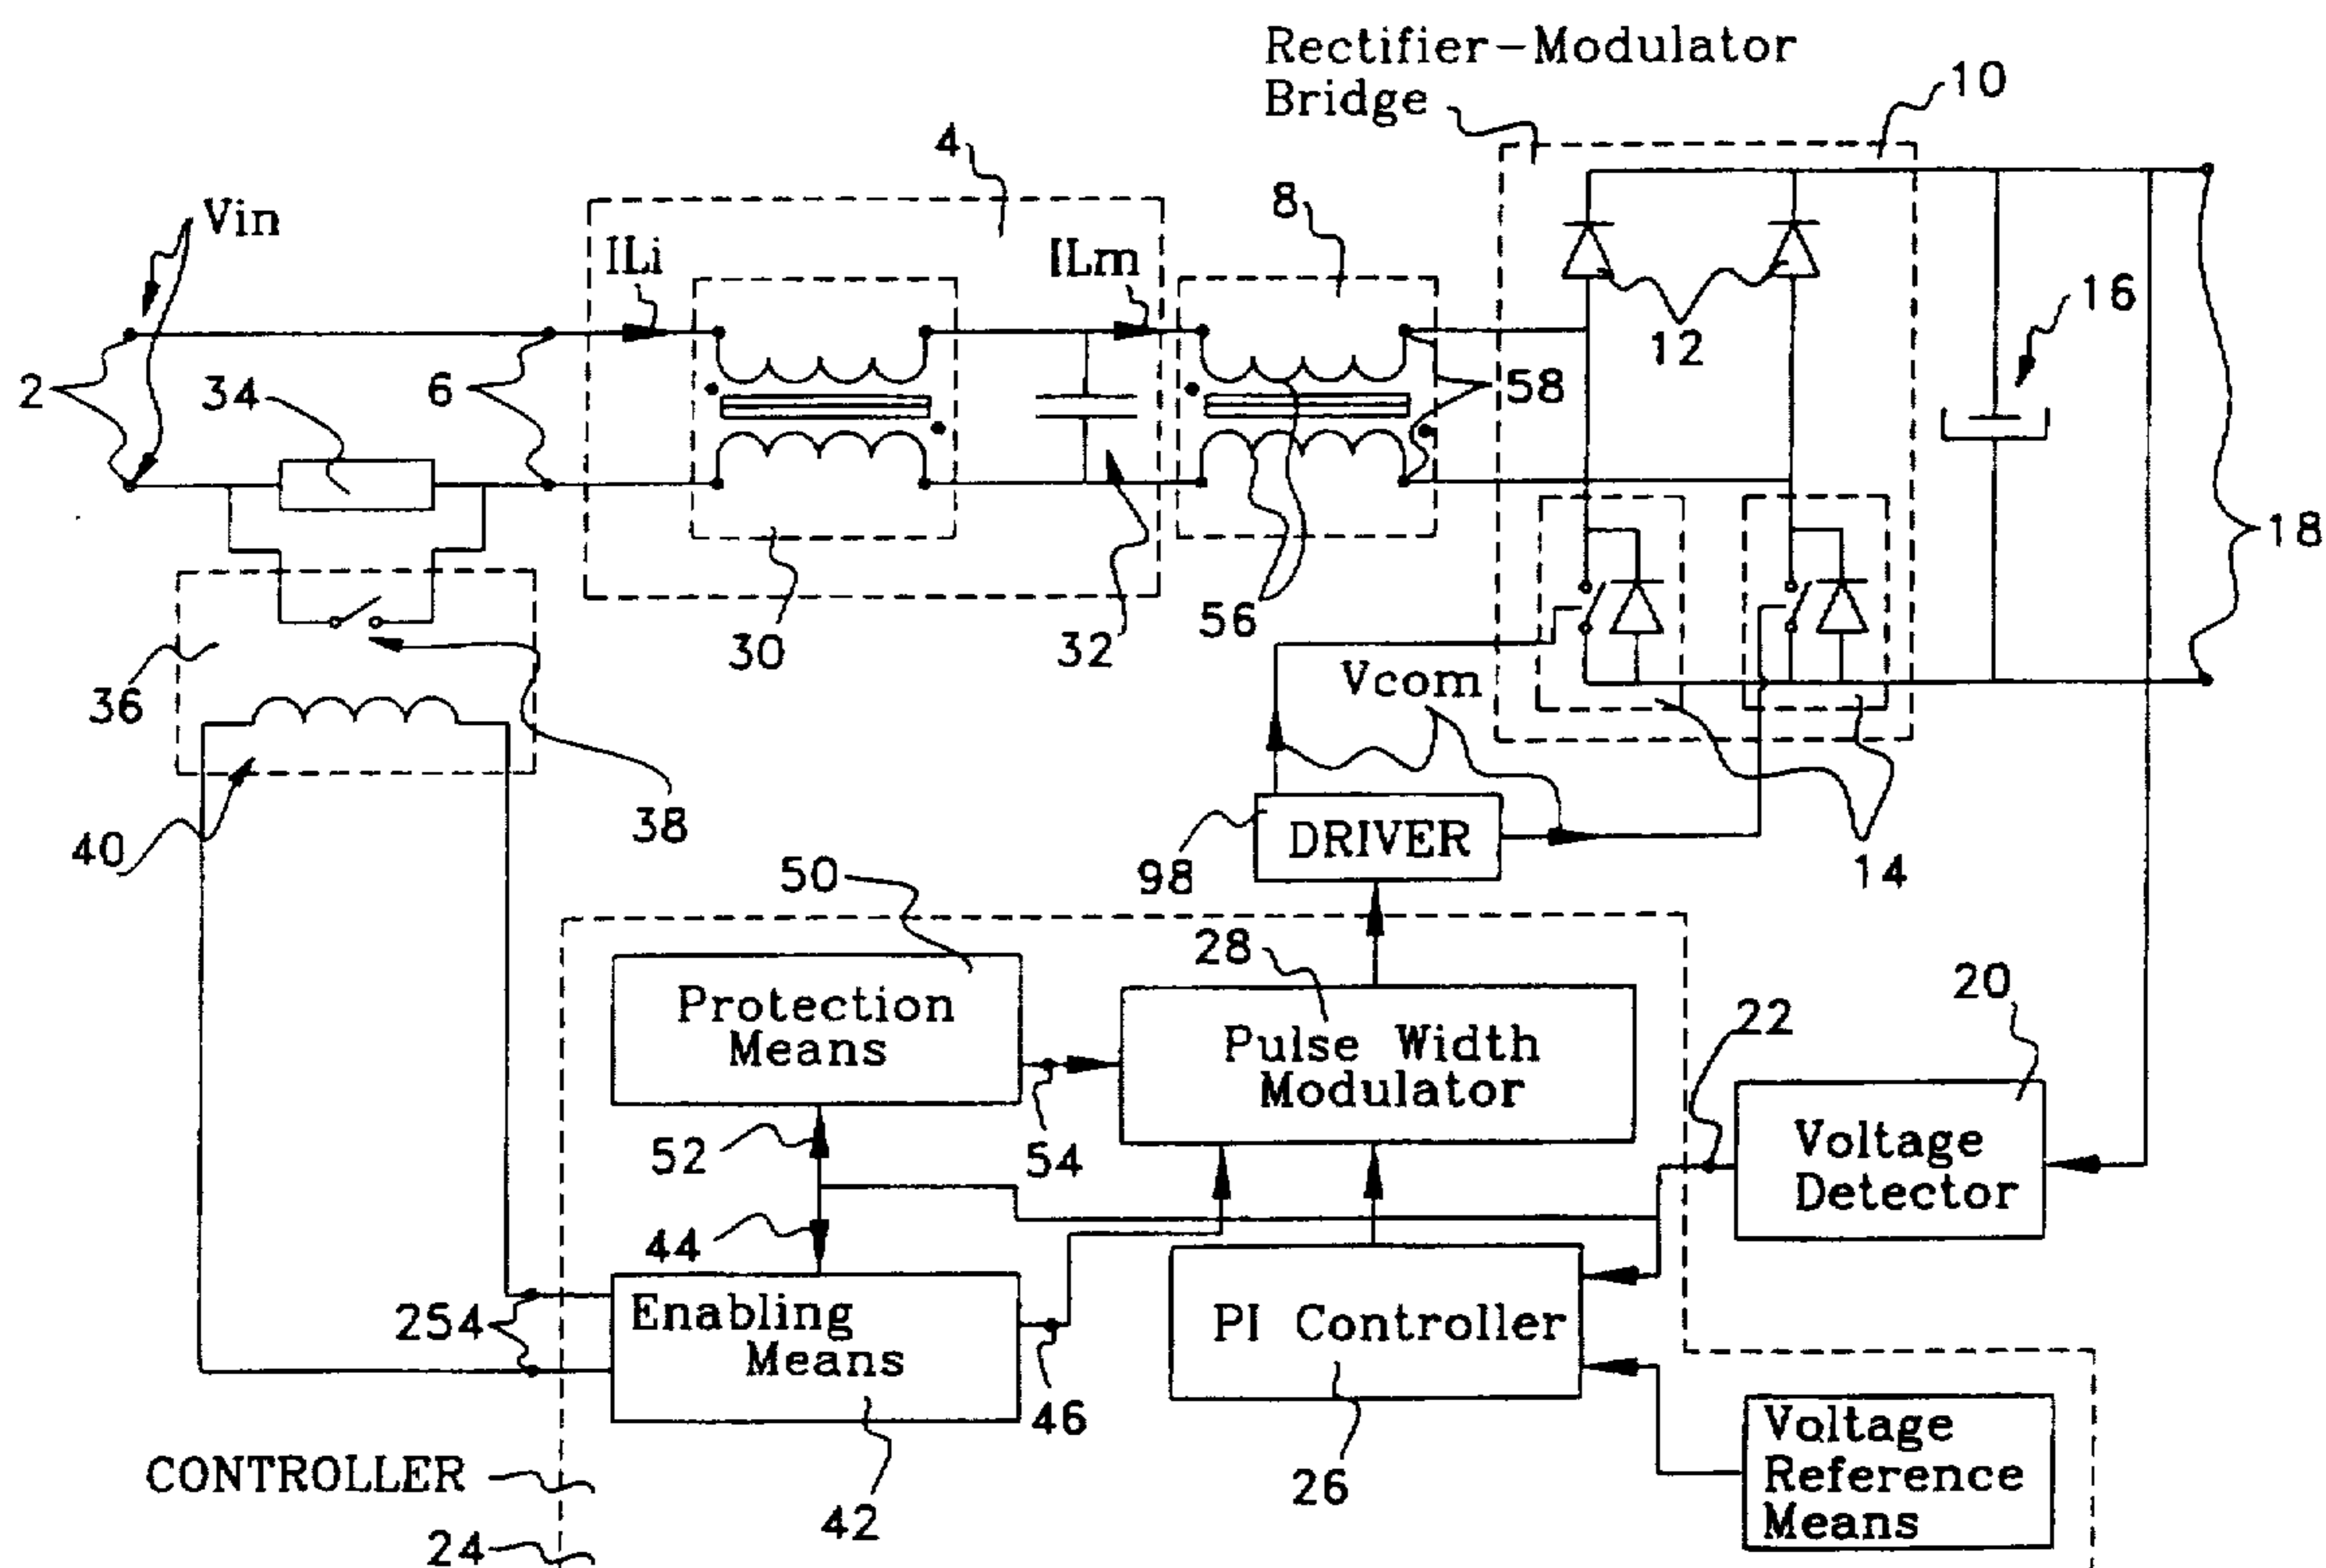 Rectifier-Modulator
Bridge
10
4
8
Vin
ILi
ILm
16
12
2
34
6
58
18
30
32
56
36
Vcom
38
40
DRIVER
98
14
50
28
20
22
Protection
Means
Pulse Width
Modulator
Voltage
Detector
52
54
44
254
Enabling
Means
PI Controller
46
Voltage
Reference
Means
CONTROLLER
26
42
24